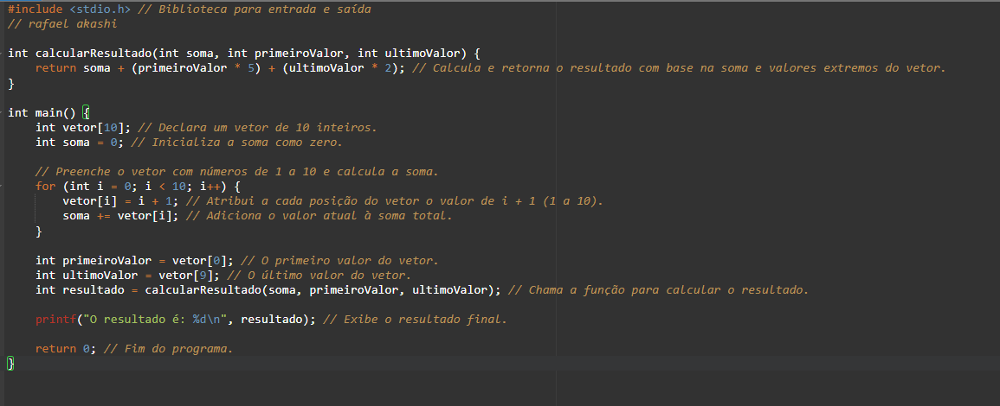 #include <stdio.h> // Biblioteca para entrada e saída
// rafael akashi
int calcularResultado(int soma, int primeiroValor, int ultimoValor) {
return soma + (primeiroValor * 5) + (ultimoValor * 2); // Calcula e retorna o resultado com base na soma e valores extremos do vetor.
}
int main() {
int vetor[10]; // Declara um vetor de 10 inteiros.
int soma = 0; // Inicializa a soma como zero.
// Preenche o vetor com números de 1 a 10 e calcula a soma.
for (int i = 0; i < 10; i++) {
vetor[i] = i + 1; // Atribui a cada posição do vetor o valor de i + 1 (1 a 10).
soma += vetor[i]; // Adiciona o valor atual à soma total.
}
int primeiroValor = vetor[0]; // O primeiro valor do vetor.
int ultimoValor = vetor[9]; // O último valor do vetor.
int resultado = calcularResultado(soma, primeiroValor, ultimoValor); // Chama a função para calcular o resultado.
printf("O resultado é: %d\n", resultado); // Exibe o resultado final.
return 0; // Fim do programa.
}